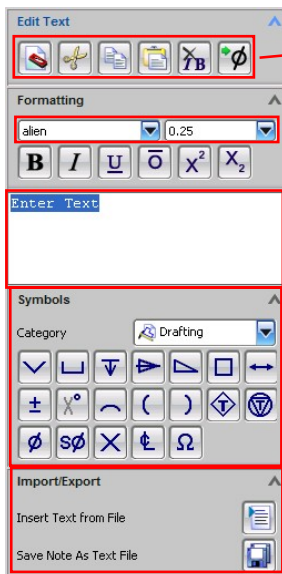 Edit Text
Formatting
alien 0.25
B I U O X² X₂
Enter Text
Symbols
Category Drafting
± X°
Ø SØ Ω
Import/Export
Insert Text from File
Save Note As Text File